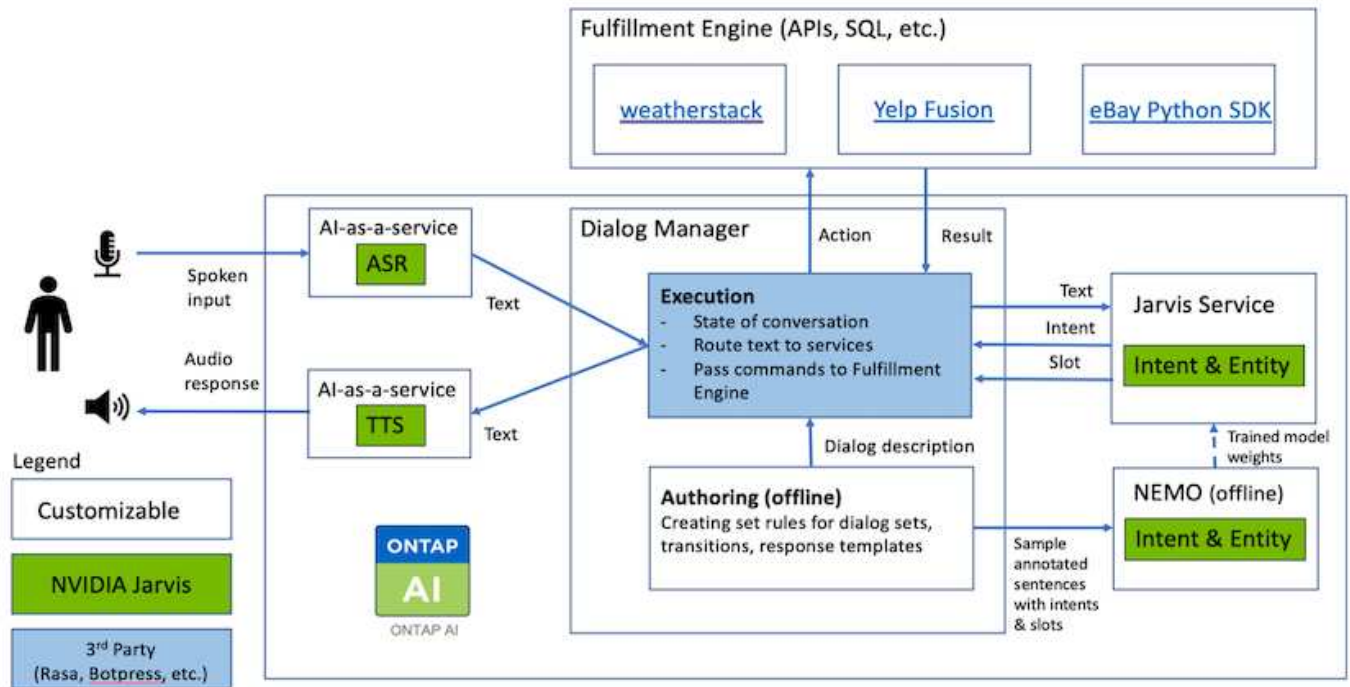 Fulfillment Engine (APIs, SQL, etc.)
weatherstack
Yelp Fusion
eBay Python SDK
AI-as-a-service
ASR
Spoken
input
Text
Dialog Manager
Action
Result
Execution
- State of conversation
- Route text to services
- Pass commands to Fulfillment
Engine
Text
Intent
Slot
Jarvis Service
Intent & Entity
Audio
response
AI-as-a-service
TTS
Text
Dialog description
Trained model
weights
Authoring (offline)
Creating set rules for dialog sets,
transitions, response templates
Sample
annotated
sentences
with intents
& slots
NEMO (offline)
Intent & Entity
Legend
Customizable
NVIDIA Jarvis
3rd Party
(Rasa, Botpress, etc.)
ONTAP
AI
ONTAP AI